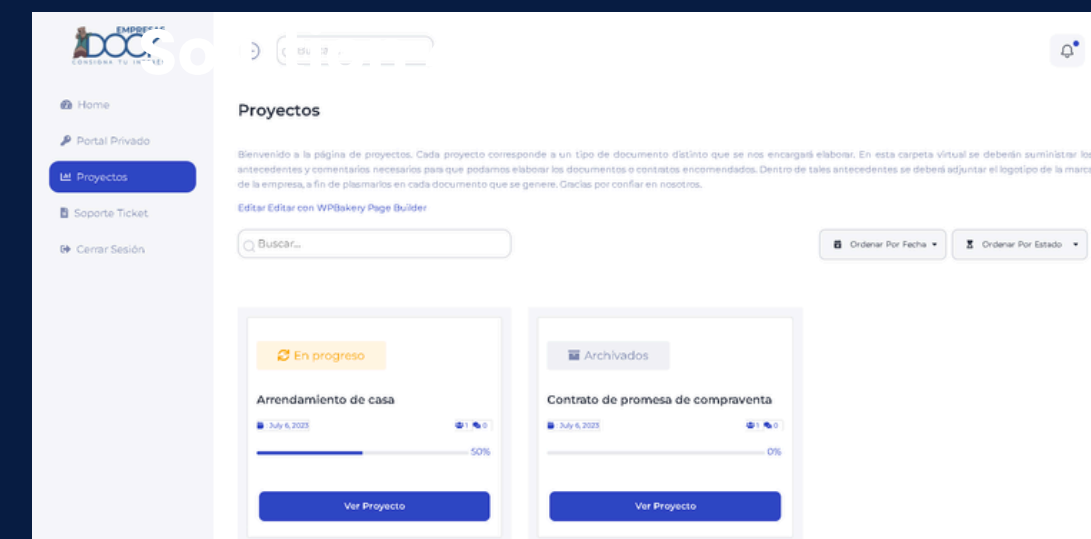 EMPRESAS
DOCK
CONSIGNA TU INTERÉS
So
Home
Portal Privado
Proyectos
Soporte Ticket
Cerrar Sesión
Proyectos
Bienvenido a la página de proyectos. Cada proyecto corresponde a un tipo de documento distinto que se nos encargará elaborar. En esta carpeta virtual se deberán suministrar los
antecedentes y comentarios necesarios para que podamos elaborar los documentos o contratos encomendados. Dentro de tales antecedentes se deberá adjuntar el logotipo de la marca
de la empresa, a fin de plasmarlos en cada documento que se genere. Gracias por confiar en nosotros.
Editar Editar con WPBakery Page Builder
Buscar...
Ordenar Por Fecha
Ordenar Por Estado
En progreso
Arrendamiento de casa
: July 6, 2023
1 0
50%
Ver Proyecto
Archivados
Contrato de promesa de compraventa
: July 6, 2023
1 0
0%
Ver Proyecto